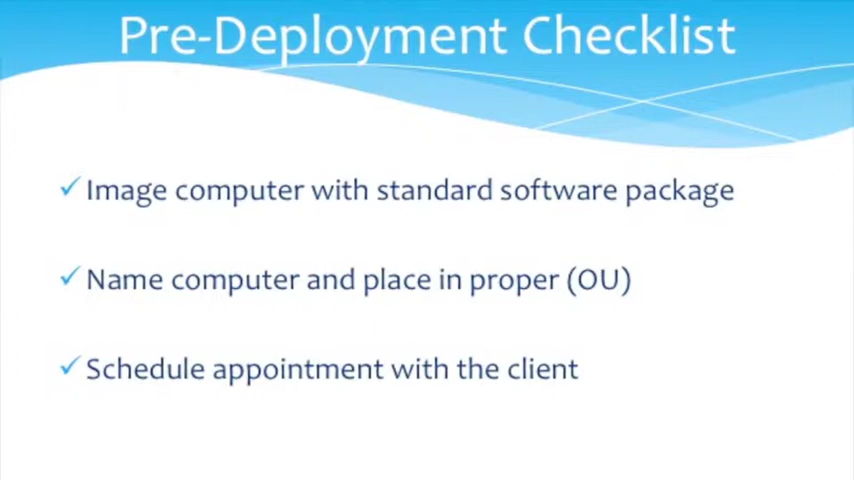 Pre-Deployment Checklist
Image computer with standard software package
Name computer and place in proper (OU)
Schedule appointment with the client